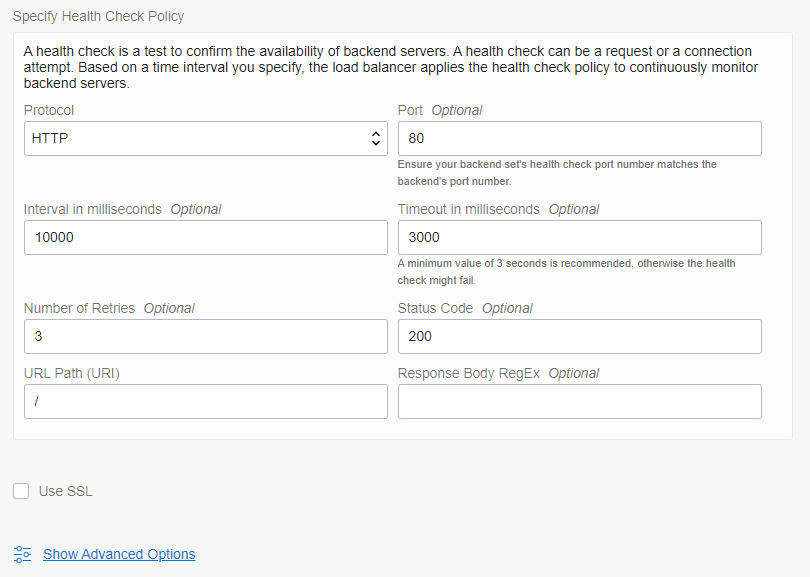 Specify Health Check Policy
A health check is a test to confirm the availability of backend servers. A health check can be a request or a connection
attempt. Based on a time interval you specify, the load balancer applies the health check policy to continuously monitor
backend servers.
Protocol
Port Optional
HTTP
80
Ensure your backend set's health check port number matches the
backend's port number.
Interval in milliseconds Optional
Timeout in milliseconds Optional
10000
3000
A minimum value of 3 seconds is recommended, otherwise the health
check might fail.
Number of Retries Optional
Status Code Optional
3
200
URL Path (URI)
Response Body RegEx Optional
/
Use SSL
Show Advanced Options